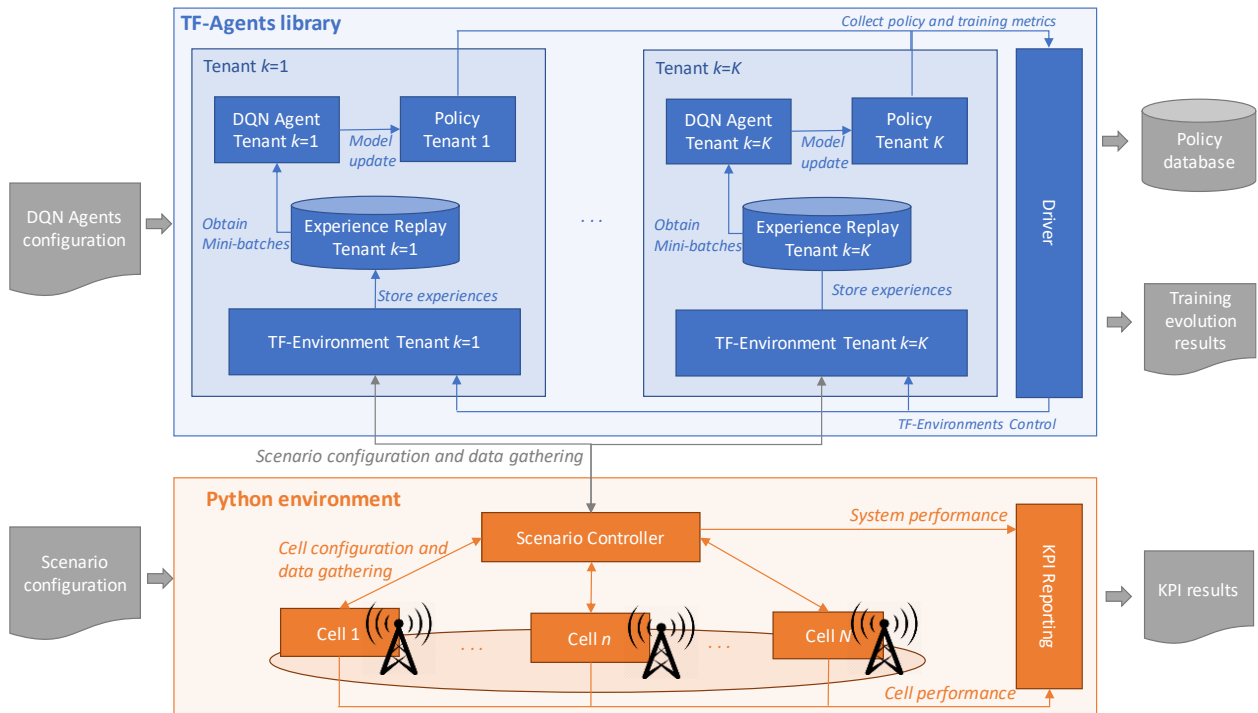 TF-Agents library
Collect policy and training metrics
Tenant k=1
DQN Agent
Tenant k=1
Model
update
Policy
Tenant 1
Obtain
Mini-batches
Experience Replay
Tenant k=1
Store experiences
TF-Environment Tenant k=1
. . .
Tenant k=K
DQN Agent
Tenant k=K
Model
update
Policy
Tenant K
Obtain
Mini-batches
Experience Replay
Tenant k=K
Store experiences
TF-Environment Tenant k=K
Driver
TF-Environments Control
DQN Agents
configuration
Policy
database
Training
evolution
results
Scenario configuration and data gathering
Python environment
Scenario Controller
System performance
Cell configuration and
data gathering
Cell 1
. . .
Cell n
. . .
Cell N
Cell performance
KPI Reporting
Scenario
configuration
KPI results